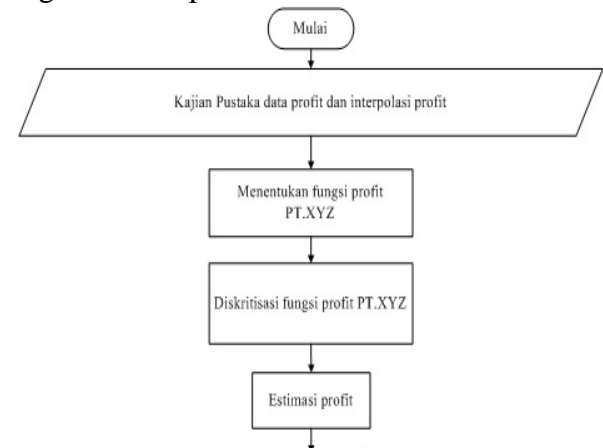 Mulai
Kajian Pustaka data profit dan interpolasi profit
Menentukan fungsi profit
PT.XYZ
Diskritisasi fungsi profit PT.XYZ
Estimasi profit